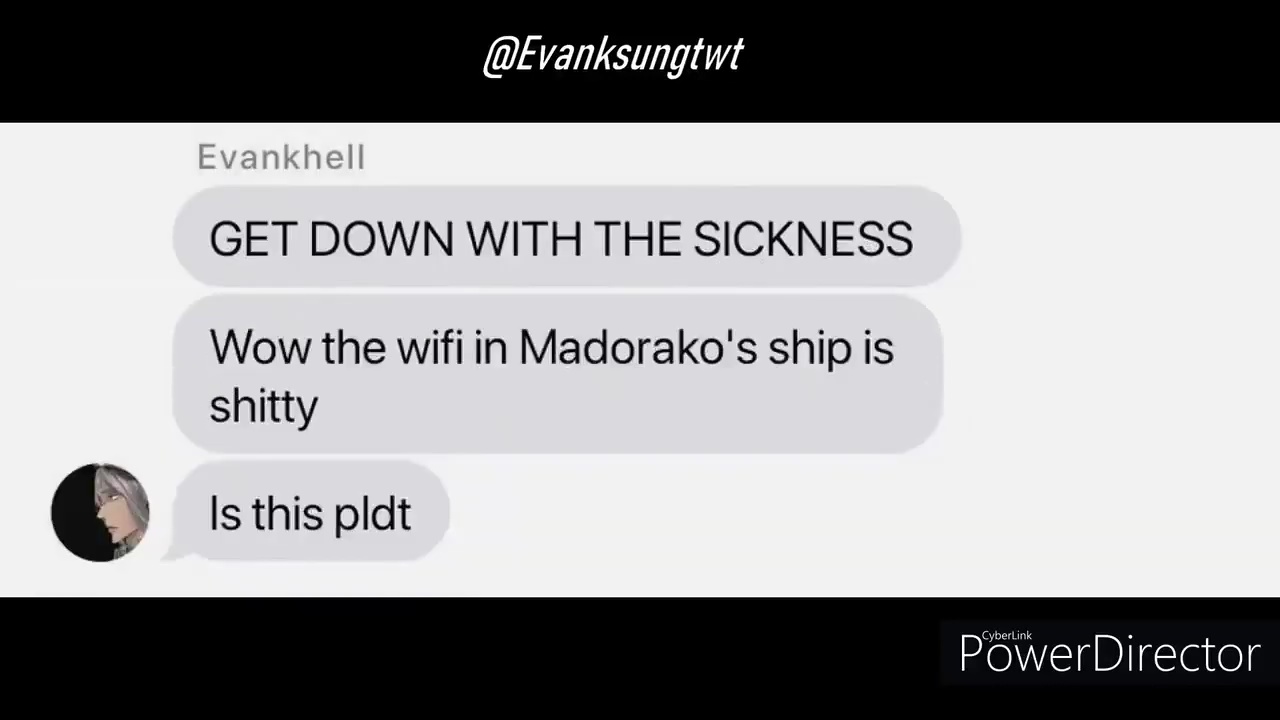 @Evanksungtwt
Evankhell
GET DOWN WITH THE SICKNESS
Wow the wifi in Madorako's ship is
shitty
Is this pldt
CyberLink
PowerDirector